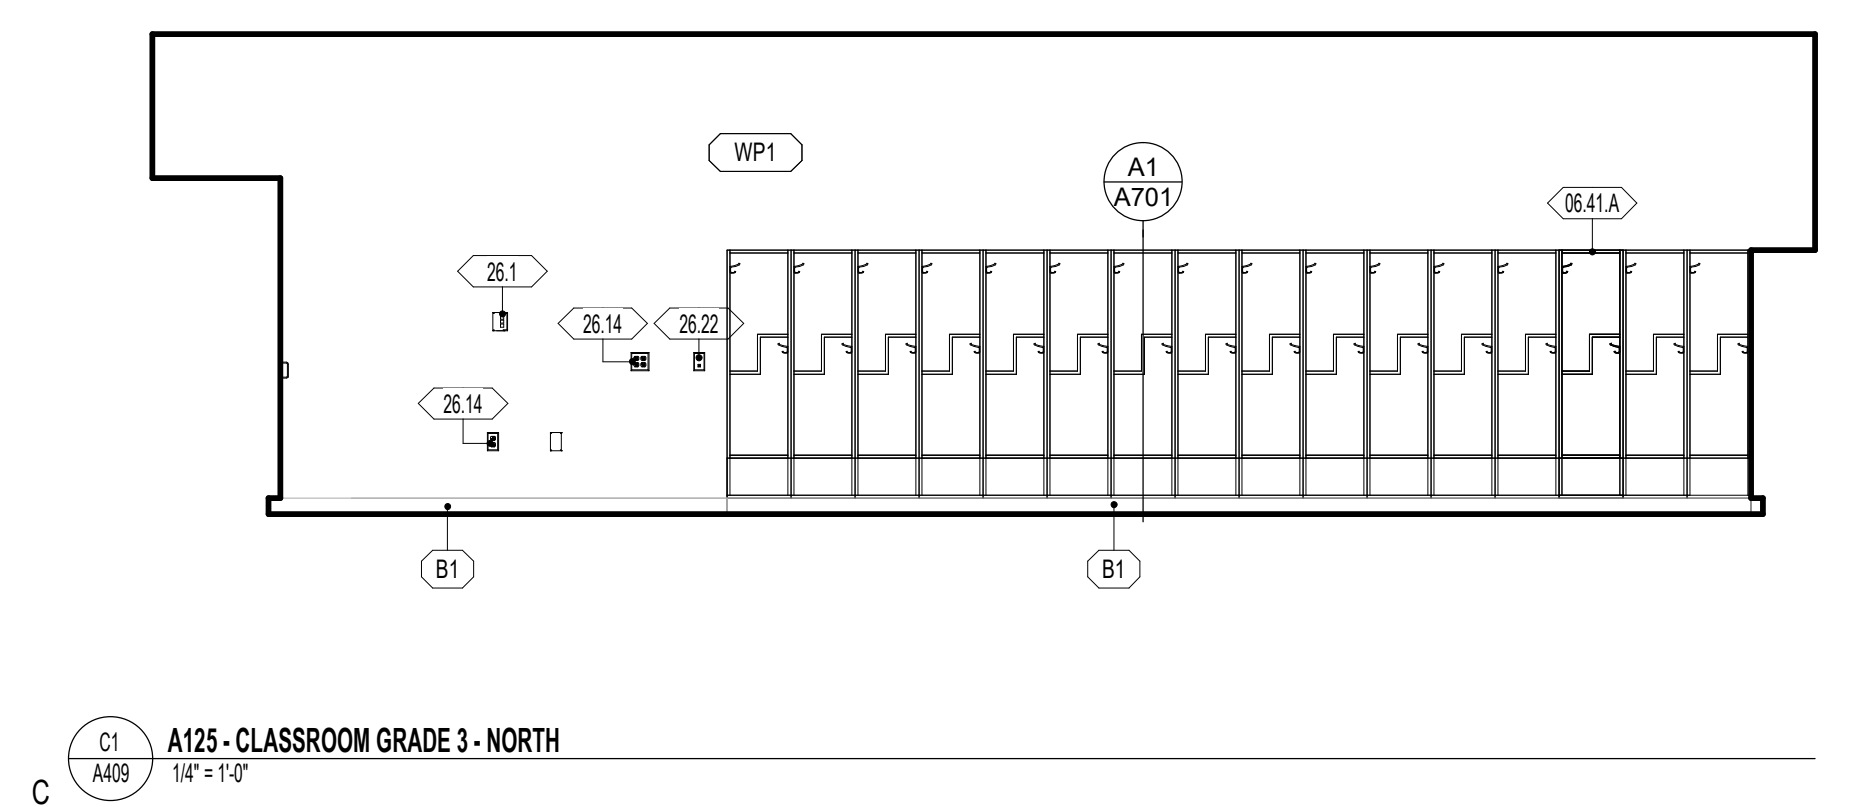 WP1
A1
A701
06.41.A
26.1
26.14
26.22
26.14
B1
B1
C1
A409
A125 - CLASSROOM GRADE 3 - NORTH
1/4" = 1'-0"
C